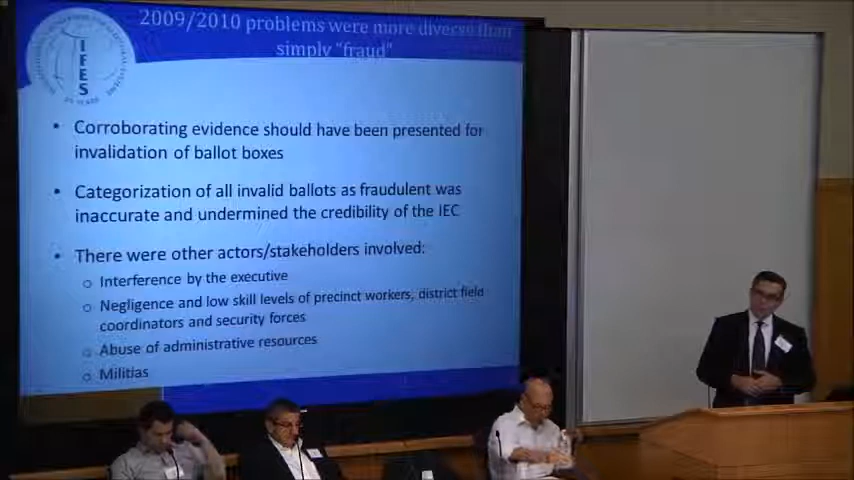 2009/2010 problems were more diverse than
simply "fraud"
IFES
25 YEARS
• Corroborating evidence should have been presented for
invalidation of ballot boxes
• Categorization of all invalid ballots as fraudulent was
inaccurate and undermined the credibility of the IEC
• There were other actors/stakeholders involved:
○ Interference by the executive
○ Negligence and low skill levels of precinct workers, district field
coordinators and security forces
○ Abuse of administrative resources
○ Militias